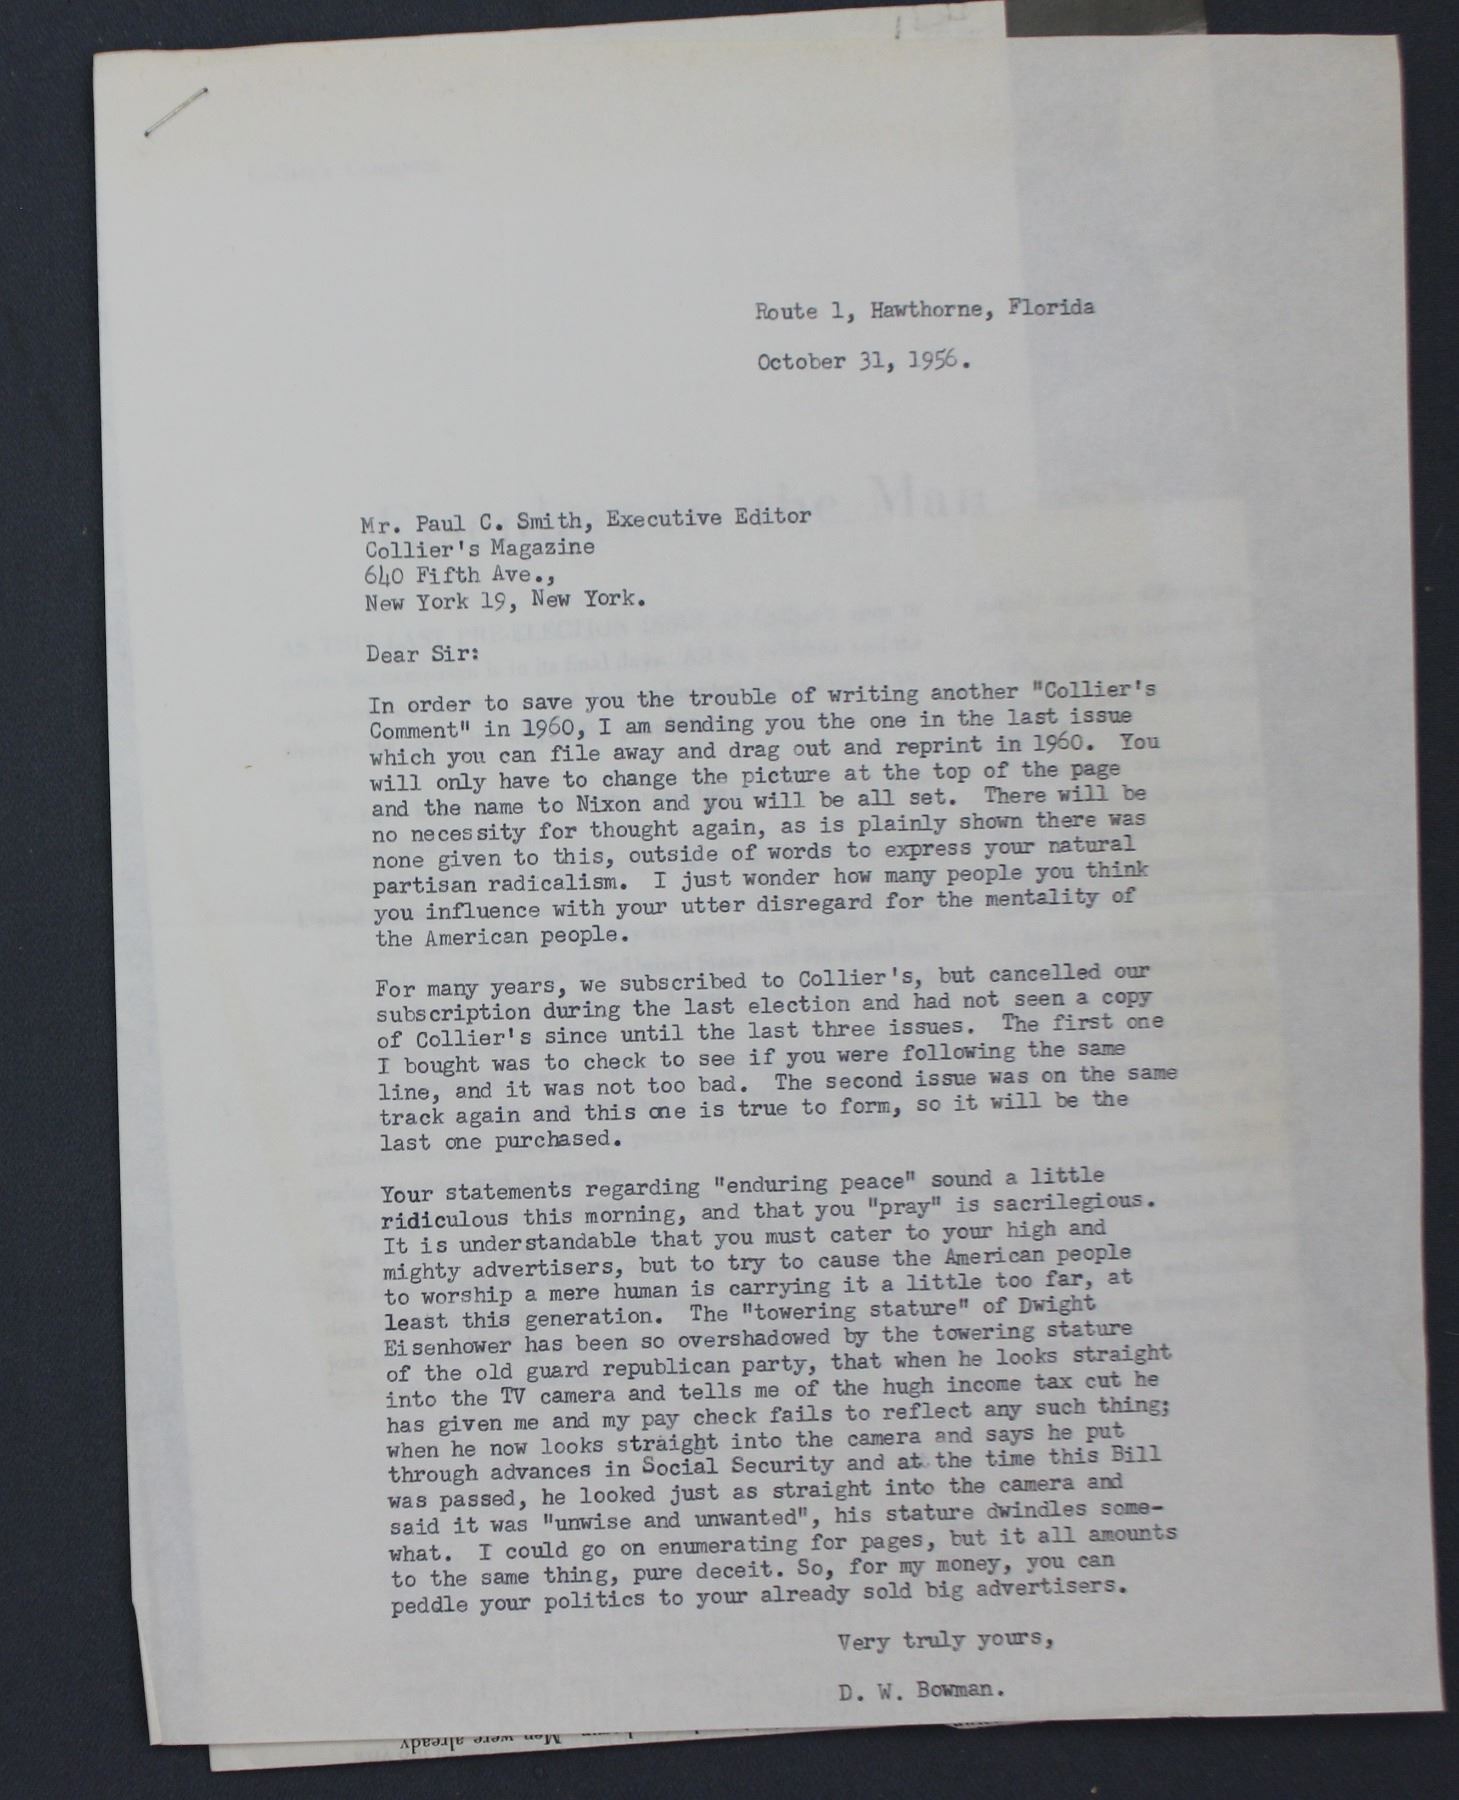 Route 1, Hawthorne, Florida
October 31, 1956.
Mr. Paul C. Smith, Executive Editor
Collier's Magazine
640 Fifth Ave.,
New York 19, New York.
Dear Sir:
In order to save you the trouble of writing another "Collier's
Comment" in 1960, I am sending you the one in the last issue
which you can file away and drag out and reprint in 1960. You
will only have to change the picture at the top of the page
and the name to Nixon and you will be all set. There will be
no necessity for thought again, as is plainly shown there was
none given to this, outside of words to express your natural
partisan radicalism. I just wonder how many people you think
you influence with your utter disregard for the mentality of
the American people.
For many years, we subscribed to Collier's, but cancelled our
subscription during the last election and had not seen a copy
of Collier's since until the last three issues. The first one
I bought was to check to see if you were following the same
line, and it was not too bad. The second issue was on the same
track again and this one is true to form, so it will be the
last one purchased.
Your statements regarding "enduring peace" sound a little
ridiculous this morning, and that you "pray" is sacrilegious.
It is understandable that you must cater to your high and
mighty advertisers, but to try to cause the American people
to worship a mere human is carrying it a little too far, at
least this generation. The "towering stature" of Dwight
Eisenhower has been so overshadowed by the towering stature
of the old guard republican party, that when he looks straight
into the TV camera and tells me of the hugh income tax cut he
has given me and my pay check fails to reflect any such thing;
when he now looks straight into the camera and says he put
through advances in Social Security and at the time this Bill
was passed, he looked just as straight into the camera and
said it was "unwise and unwanted", his stature dwindles some-
what. I could go on enumerating for pages, but it all amounts
to the same thing, pure deceit. So, for my money, you can
peddle your politics to your already sold big advertisers.
Very truly yours,
D. W. Bowman.
Men were already